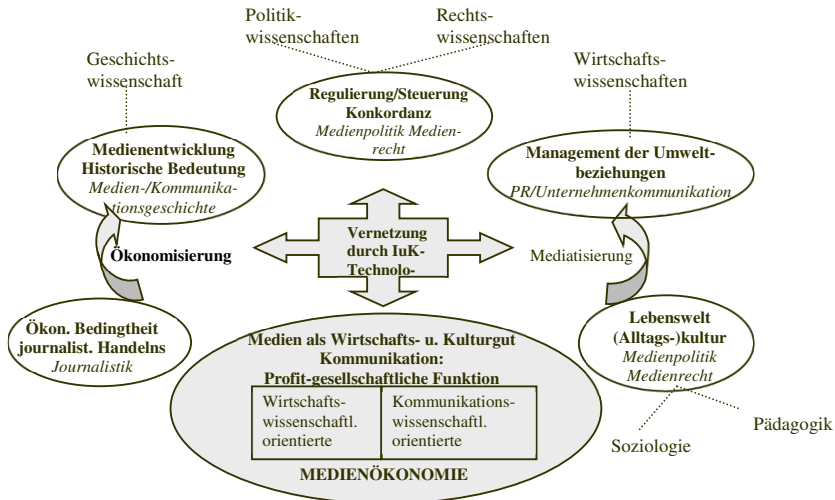 Politik-
wissenschaften
Rechts-
wissenschaften
Geschichts-
wissenschaft
Wirtschafts-
wissenschaften
Regulierung/Steuerung
Konkordanz
Medienpolitik Medien-
recht
Medienentwicklung
Historische Bedeutung
Medien-/Kommunika-
tionsgeschichte
Management der Umwelt-
beziehungen
PR/Unternehmenkommunikation
Ökonomisierung
Vernetzung
durch IuK-
Technolo-
Mediatisierung
Ökon. Bedingtheit
journalist. Handelns
Journalistik
Medien als Wirtschafts- u. Kulturgut
Kommunikation:
Profit-gesellschaftliche Funktion
Wirtschafts-
wissenschaftl.
orientierte
Kommunikations-
wissenschaftl.
orientierte
MEDIENÖKONOMIE
Lebenswelt
(Alltags-)kultur
Medienpolitik
Medienrecht
Soziologie
Pädagogik